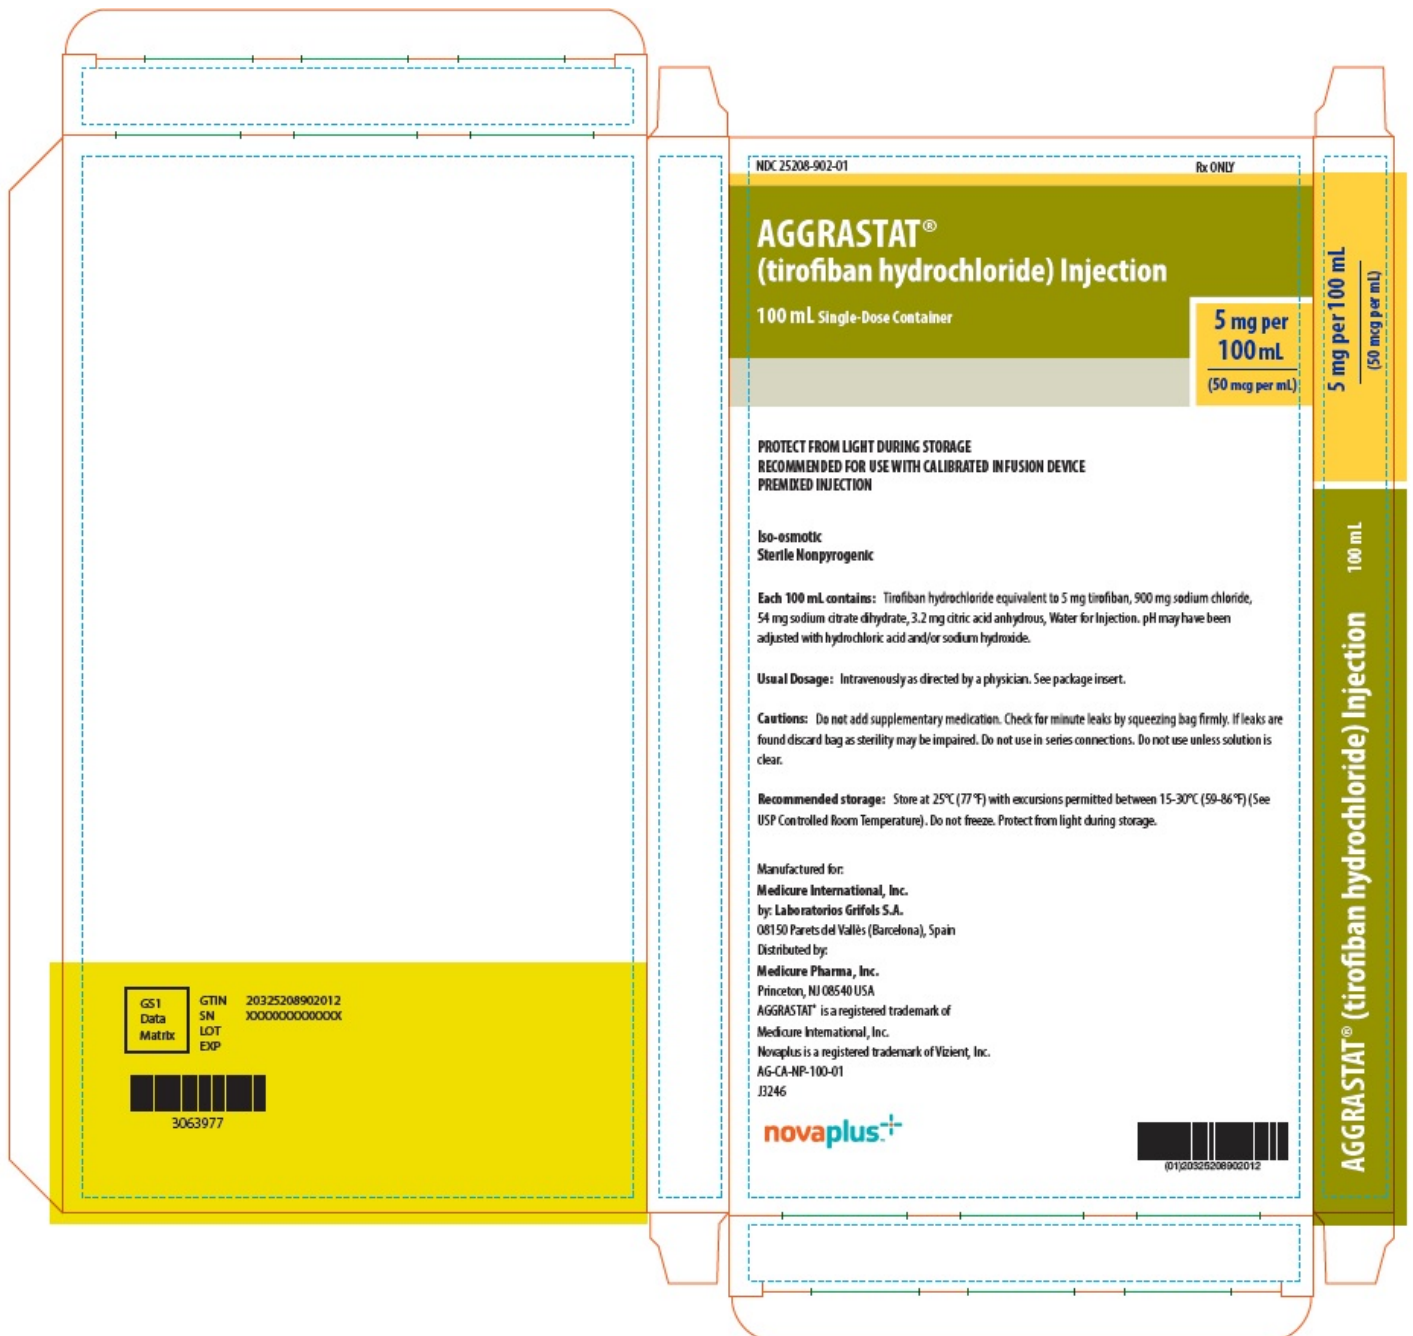 NDC 25208-902-01
Rx ONLY
AGGRASTAT®
(tirofiban hydrochloride) Injection
100 mL Single-Dose Container
5 mg per
100 mL
(50 mcg per mL)
PROTECT FROM LIGHT DURING STORAGE
RECOMMENDED FOR USE WITH CALIBRATED INFUSION DEVICE
PREMIXED INJECTION
Iso-osmotic
Sterile Nonpyrogenic
Each 100 mL contains: Tirofiban hydrochloride equivalent to 5 mg tirofiban, 900 mg sodium chloride,
54 mg sodium citrate dihydrate, 3.2 mg citric acid anhydrous, Water for Injection. pH may have been
adjusted with hydrochloric acid and/or sodium hydroxide.
Usual Dosage: Intravenously as directed by a physician. See package insert.
Cautions: Do not add supplementary medication. Check for minute leaks by squeezing bag firmly. If leaks are
found discard bag as sterility may be impaired. Do not use in series connections. Do not use unless solution is
clear.
Recommended storage: Store at 25°C (77°F) with excursions permitted between 15-30°C (59-86°F) (See
USP Controlled Room Temperature). Do not freeze. Protect from light during storage.
Manufactured for:
Medicure International, Inc.
by: Laboratorios Grifols S.A.
08150 Parets del Vallès (Barcelona), Spain
Distributed by:
Medicure Pharma, Inc.
Princeton, NJ 08540 USA
AGGRASTAT® is a registered trademark of
Medicure International, Inc.
Novaplus is a registered trademark of Vizient, Inc.
AG-CA-NP-100-01
J3246
novaplus™
(01)20325208902012
5 mg per 100 mL
(50 mcg per mL)
AGGRASTAT® (tirofiban hydrochloride) Injection 100 mL
GS1
Data
Matrix
GTIN 20325208902012
SN XXXXXXXXXXXXX
LOT
EXP
3063977